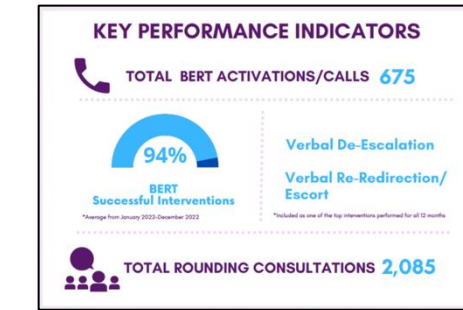 KEY PERFORMANCE INDICATORS
TOTAL BERT ACTIVATIONS/CALLS 675
94%
BERT
Successful Interventions
*Average from January 2022-December 2022
Verbal De-Escalation
Verbal Re-Redirection/
Escort
*Included as one of the top interventions performed for all 12 months
TOTAL ROUNDING CONSULTATIONS 2,085